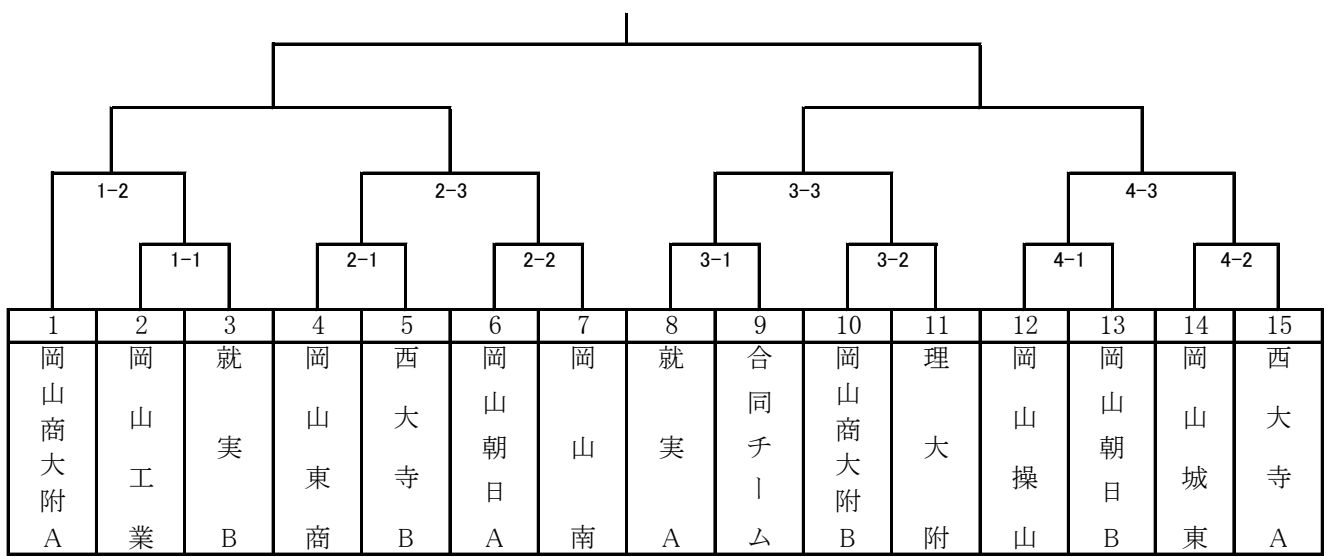 1-2
2-3
3-3
4-3
1-1
2-1
2-2
3-1
3-2
4-1
4-2
1 2 3 4 5 6 7 8 9 10 11 12 13 14 15
岡山商大附A
岡山工業
就実B
岡山東商
西大寺B
岡山朝日A
岡山南
就実A
合同チーム
岡山商大附B
理大附
岡山操山
岡山朝日B
岡山城東
西大寺A